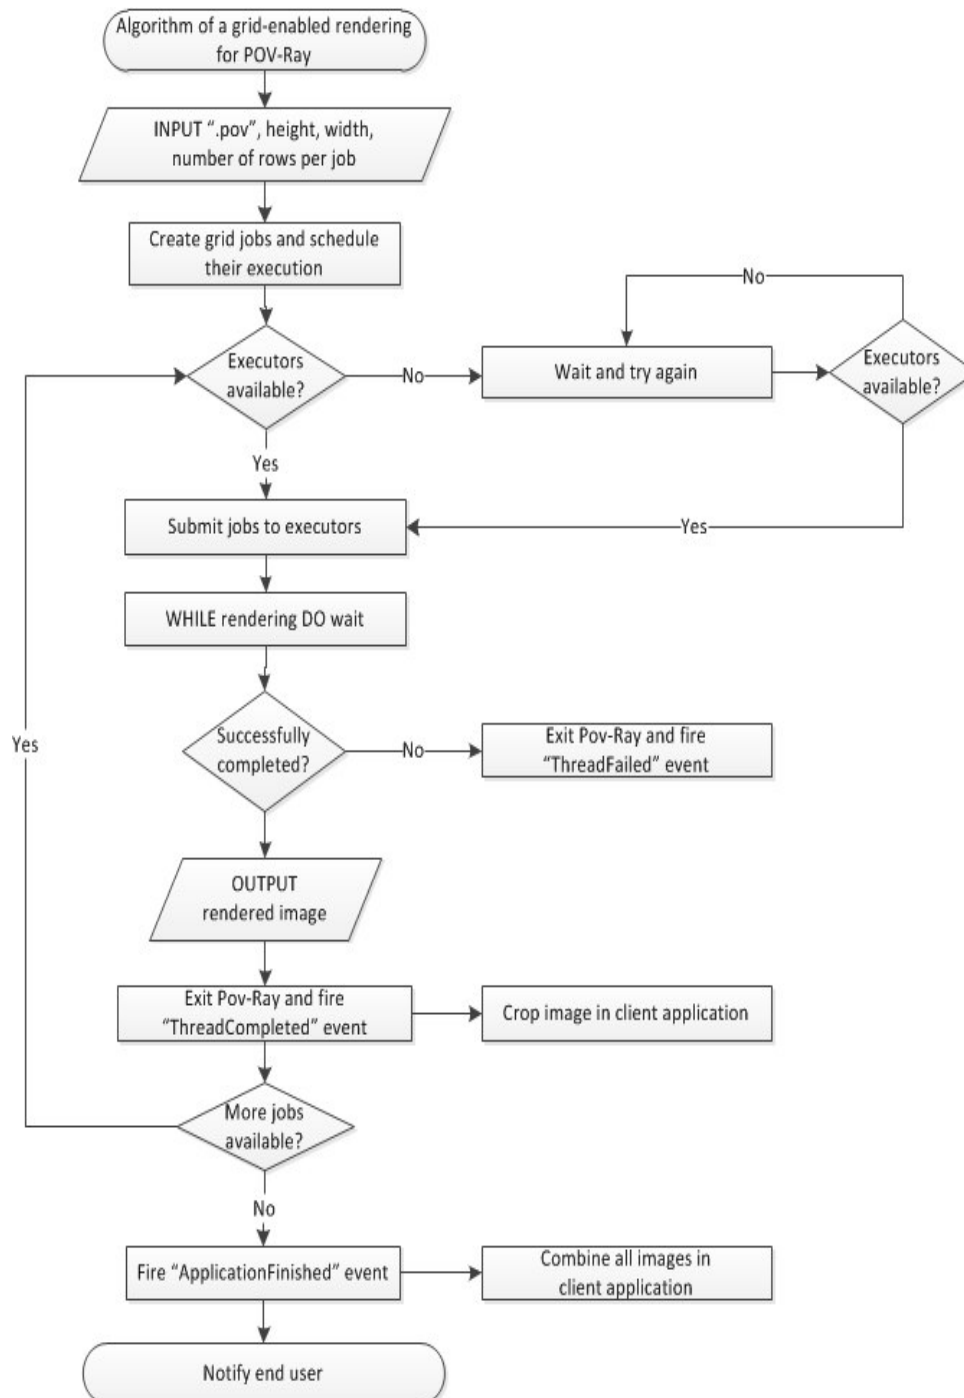 Algorithm of a grid-enabled rendering
for POV-Ray
INPUT “.pov”, height, width,
number of rows per job
Create grid jobs and schedule
their execution
No
Executors
available?
No
Wait and try again
Executors
available?
Yes
Submit jobs to executors
Yes
WHILE rendering DO wait
Yes
Successfully
completed?
No
Exit Pov-Ray and fire
“ThreadFailed” event
OUTPUT
rendered image
Exit Pov-Ray and fire
“ThreadCompleted” event
Crop image in client application
More jobs
available?
No
Fire “ApplicationFinished” event
Combine all images in
client application
Notify end user